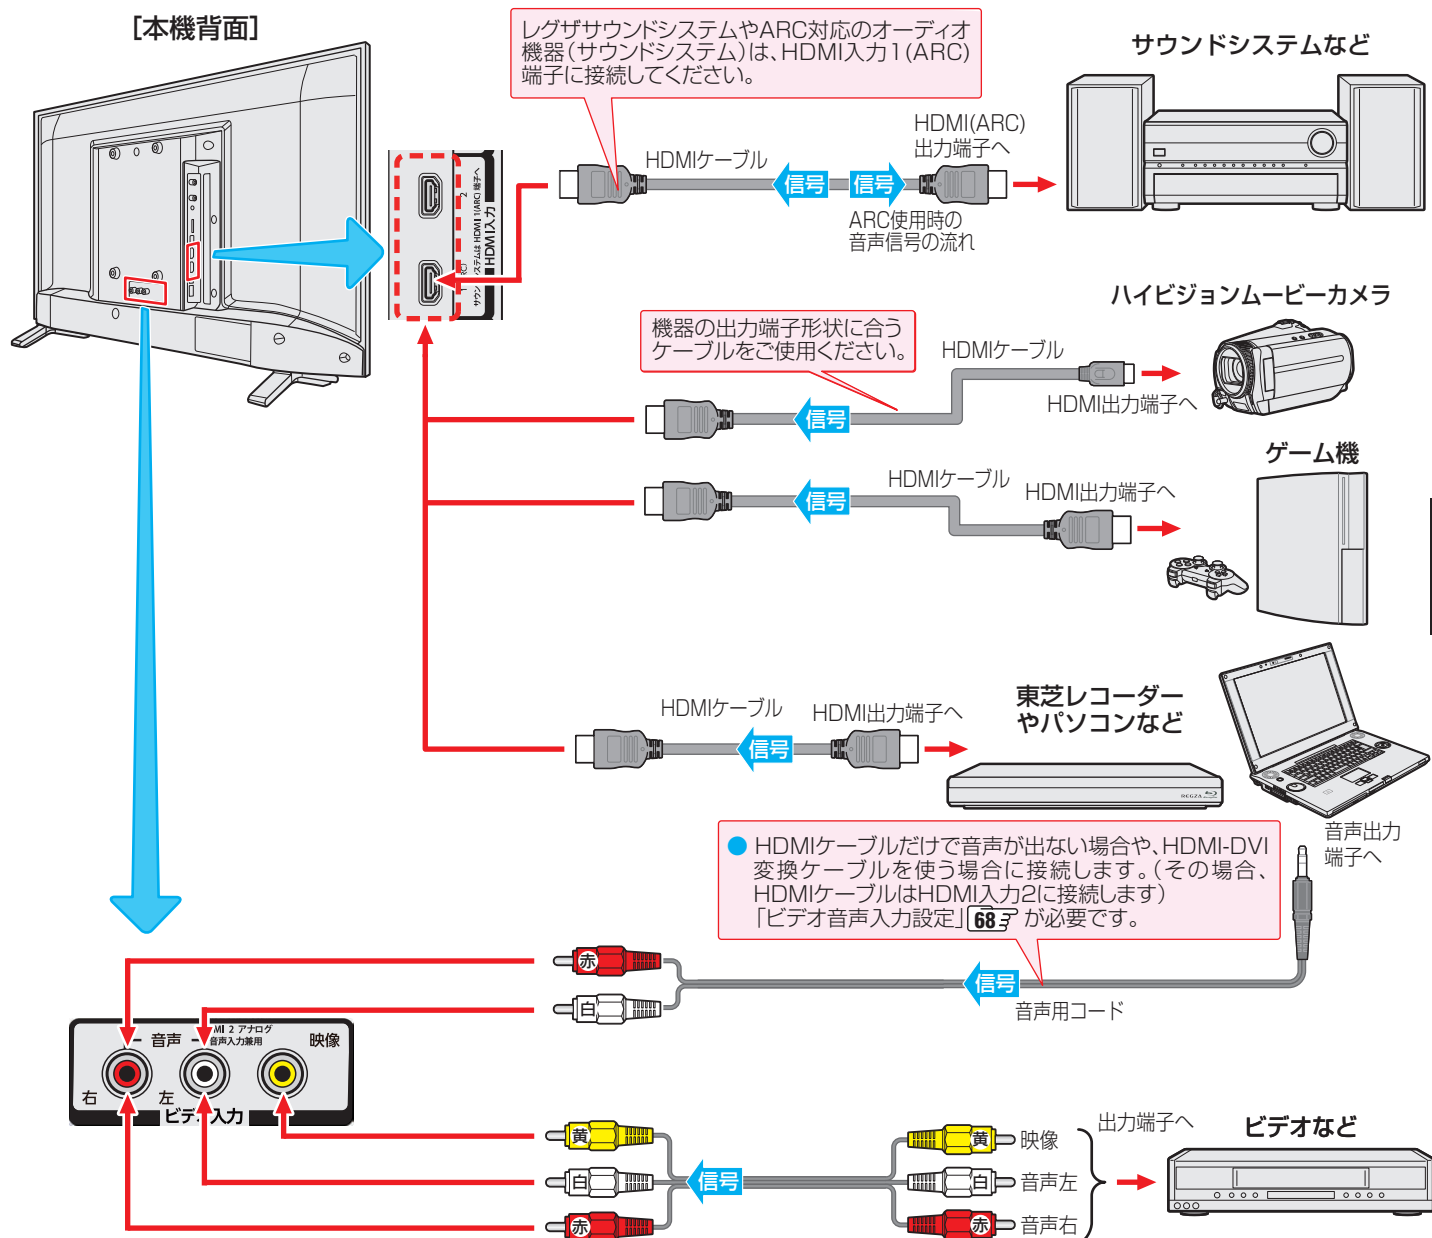 [本機背面]
レグザサウンドシステムやARC対応のオーディオ
機器(サウンドシステム)は、HDMI入力1(ARC)
端子に接続してください。
サウンドシステムなど
HDMIケーブル
信号
信号
HDMI(ARC)
出力端子へ
ARC使用時の
音声信号の流れ
2
HDMI入力
ハイビジョンムービーカメラ
機器の出力端子形状に合う
ケーブルをご使用ください。
HDMIケーブル
信号
HDMI出力端子へ
ゲーム機
HDMIケーブル
信号
HDMI出力端子へ
東芝レコーダー
やパソコンなど
HDMIケーブル
信号
HDMI出力端子へ
REGZA
音声出力
端子へ
● HDMIケーブルだけで音声が出ない場合や、HDMI-DVI
変換ケーブルを使う場合に接続します。(その場合、
HDMIケーブルはHDMI入力2に接続します)
「ビデオ音声入力設定」68 が必要です。
赤
白
信号
音声用コード
音声
MI 2 アナログ
音声入力兼用
映像
右
左
ビデオ入力
黄
白
赤
信号
黄 映像
白 音声左
赤 音声右
出力端子へ
ビデオなど